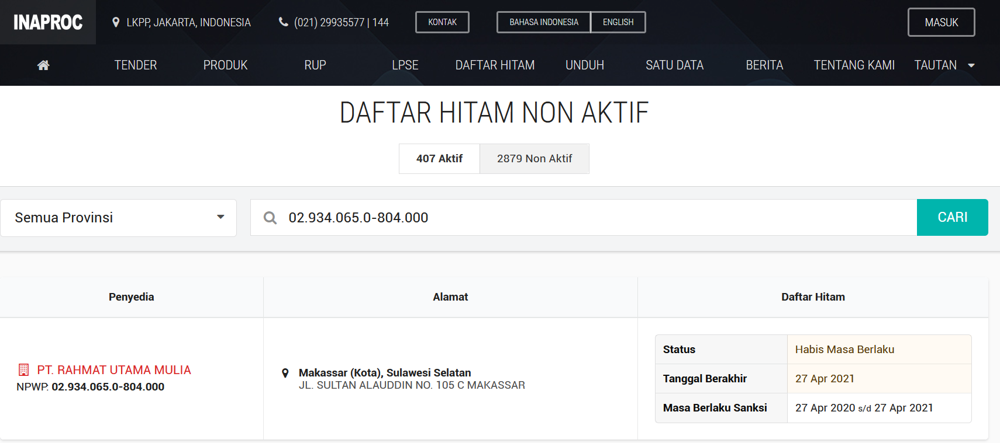 INAPROC
LKPP, JAKARTA, INDONESIA
(021) 29935577 | 144
KONTAK
BAHASA INDONESIA
ENGLISH
MASUK
TENDER
PRODUK
RUP
LPSE
DAFTAR HITAM
UNDUH
SATU DATA
BERITA
TENTANG KAMI
TAUTAN
DAFTAR HITAM NON AKTIF
407 Aktif
2879 Non Aktif
Semua Provinsi
02.934.065.0-804.000
CARI
Penyedia
Alamat
Daftar Hitam
PT. RAHMAT UTAMA MULIA
NPWP: 02.934.065.0-804.000
Makassar (Kota), Sulawesi Selatan
JL. SULTAN ALAUDDIN NO. 105 C MAKASSAR
Status
Habis Masa Berlaku
Tanggal Berakhir
27 Apr 2021
Masa Berlaku Sanksi
27 Apr 2020 s/d 27 Apr 2021